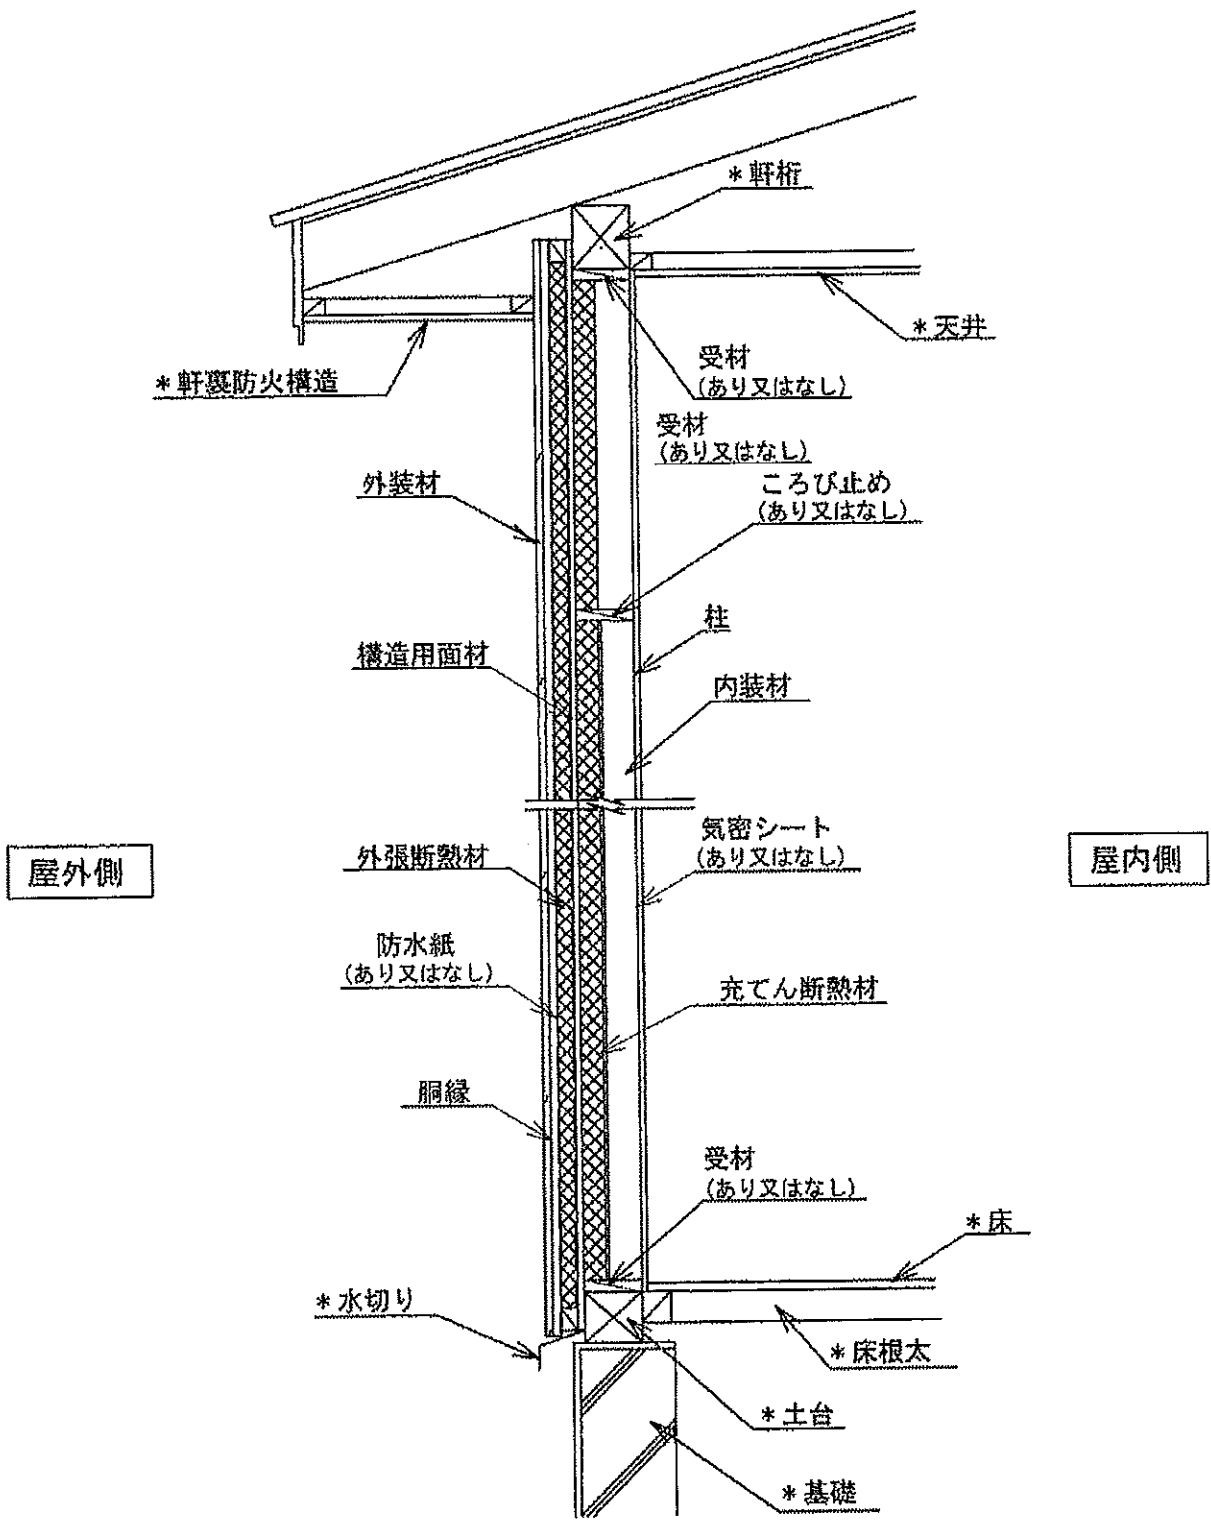 *軒桁
*天井
受材
(あり又はなし)
*軒裏防火構造
受材
(あり又はなし)
ころび止め
(あり又はなし)
外装材
柱
構造用面材
内装材
気密シート
(あり又はなし)
外張断熱材
屋外側
屋内側
防水紙
(あり又はなし)
充てん断熱材
胴縁
受材
(あり又はなし)
*床
*水切り
*床根太
*土台
*基礎